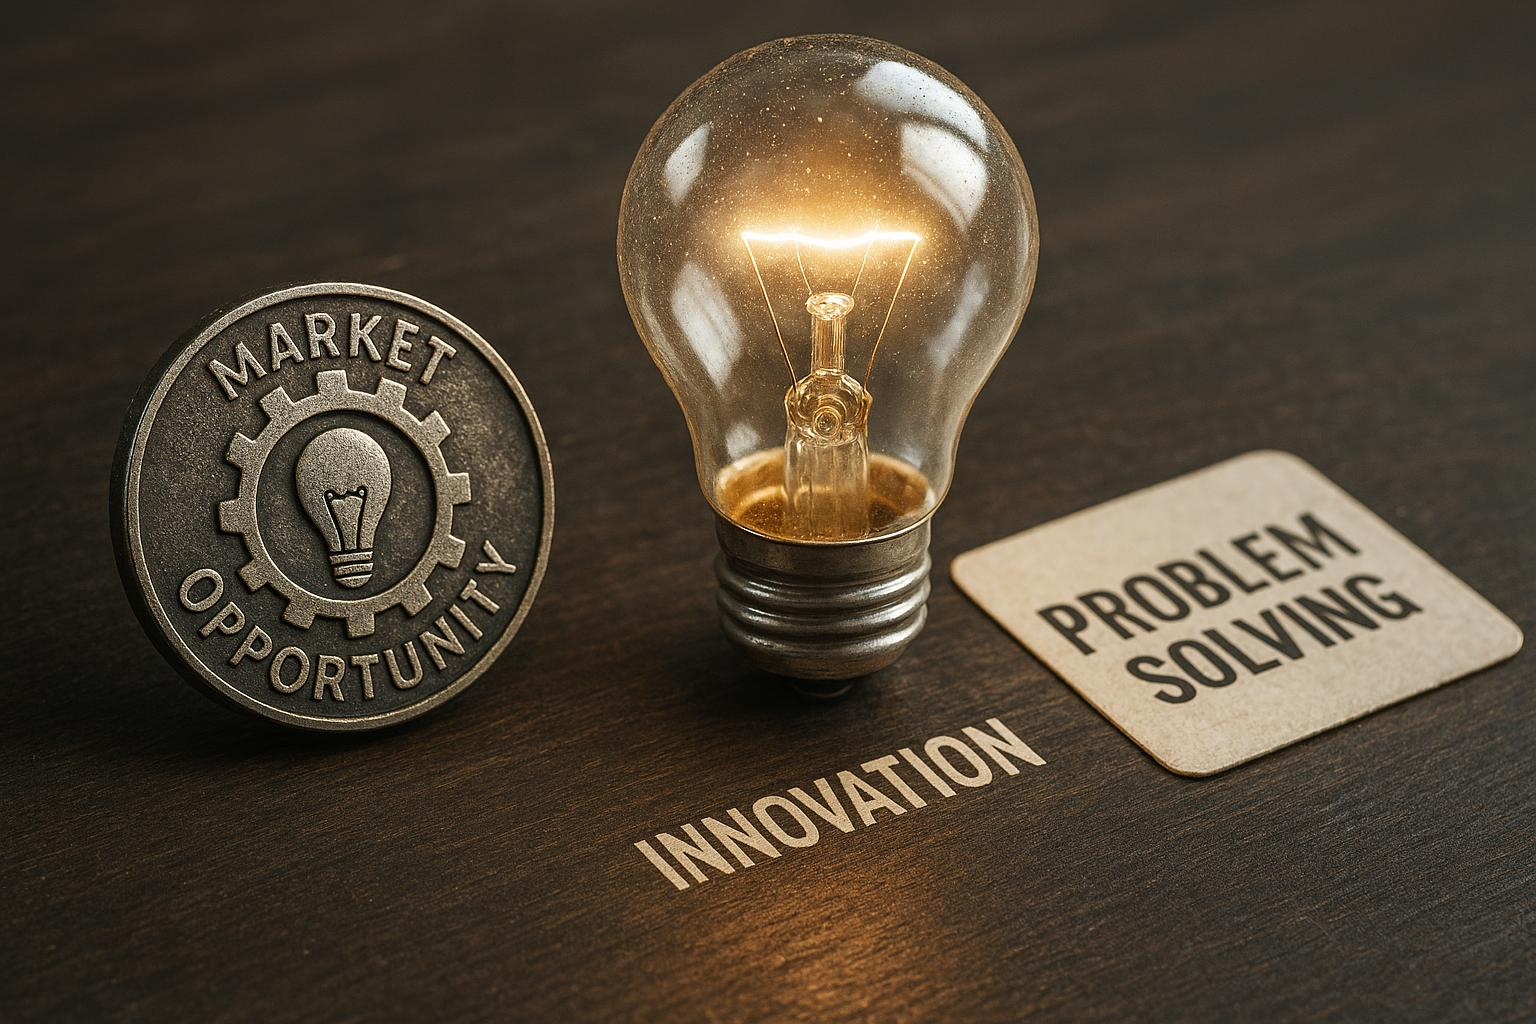 MARKET
OPPORTUNITY
INNOVATION
PROBLEM
SOLVING